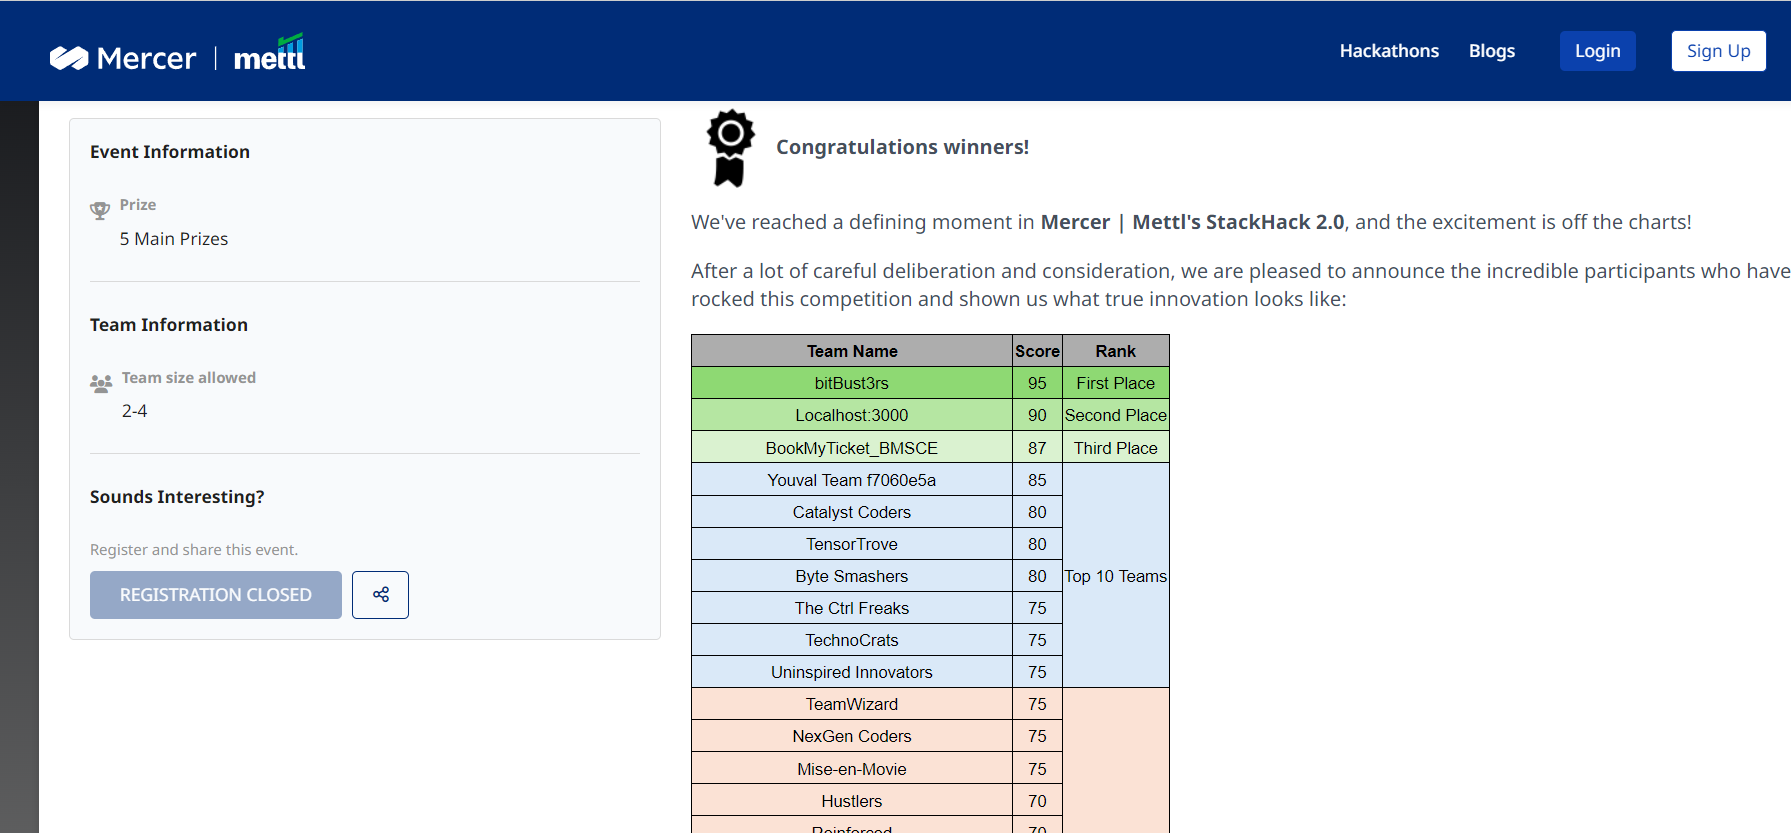 Mercer | mettl
Hackathons
Blogs
Login
Sign Up
Event Information
Prize
5 Main Prizes
Team Information
Team size allowed
2-4
Sounds Interesting?
Register and share this event.
REGISTRATION CLOSED
Congratulations winners!
We've reached a defining moment in Mercer | Mettl's StackHack 2.0, and the excitement is off the charts!
After a lot of careful deliberation and consideration, we are pleased to announce the incredible participants who have
rocked this competition and shown us what true innovation looks like:
Team Name Score Rank
bitBust3rs 95 First Place
Localhost:3000 90 Second Place
BookMyTicket_BMSCE 87 Third Place
Youval Team f7060e5a 85
Catalyst Coders 80
TensorTrove 80
Byte Smashers 80 Top 10 Teams
The Ctrl Freaks 75
TechnoCrats 75
Uninspired Innovators 75
TeamWizard 75
NexGen Coders 75
Mise-en-Movie 75
Hustlers 70
Reinforced 70